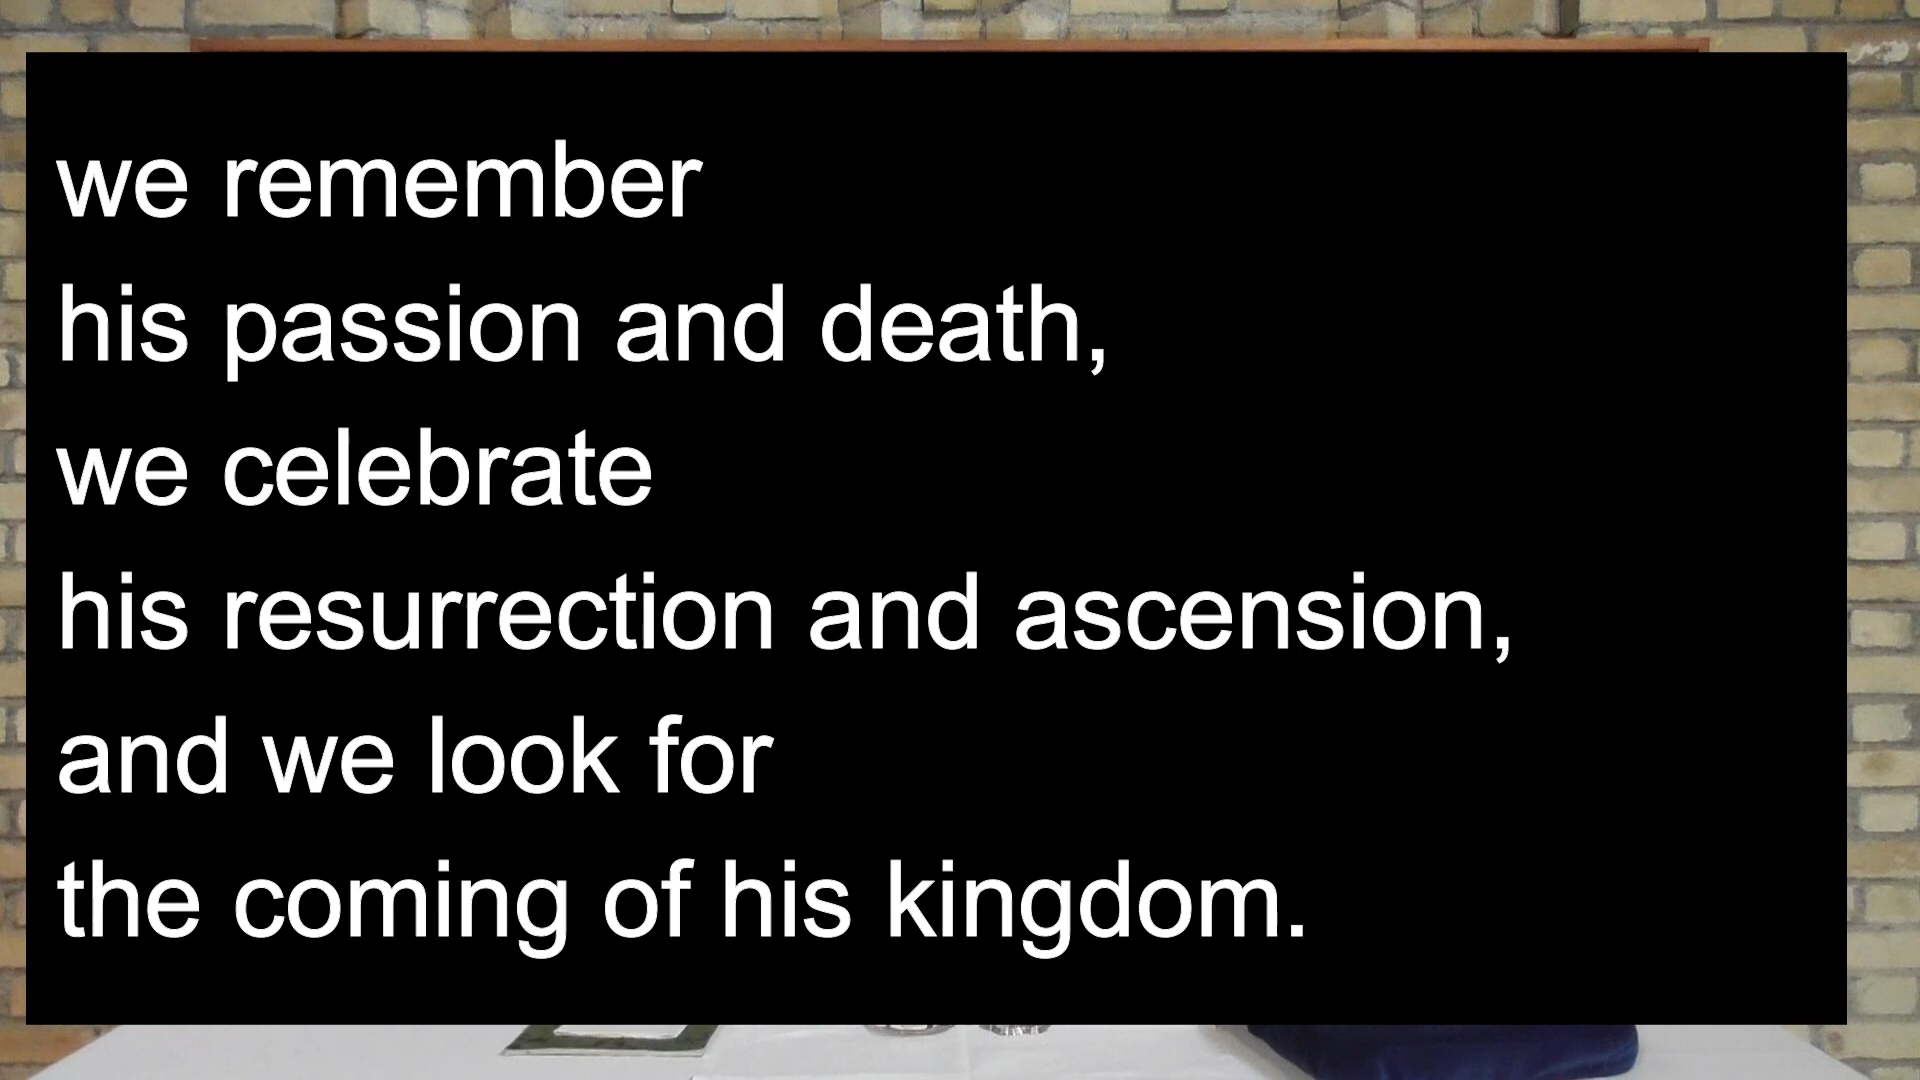 we remember
his passion and death,
we celebrate
his resurrection and ascension,
and we look for
the coming of his kingdom.